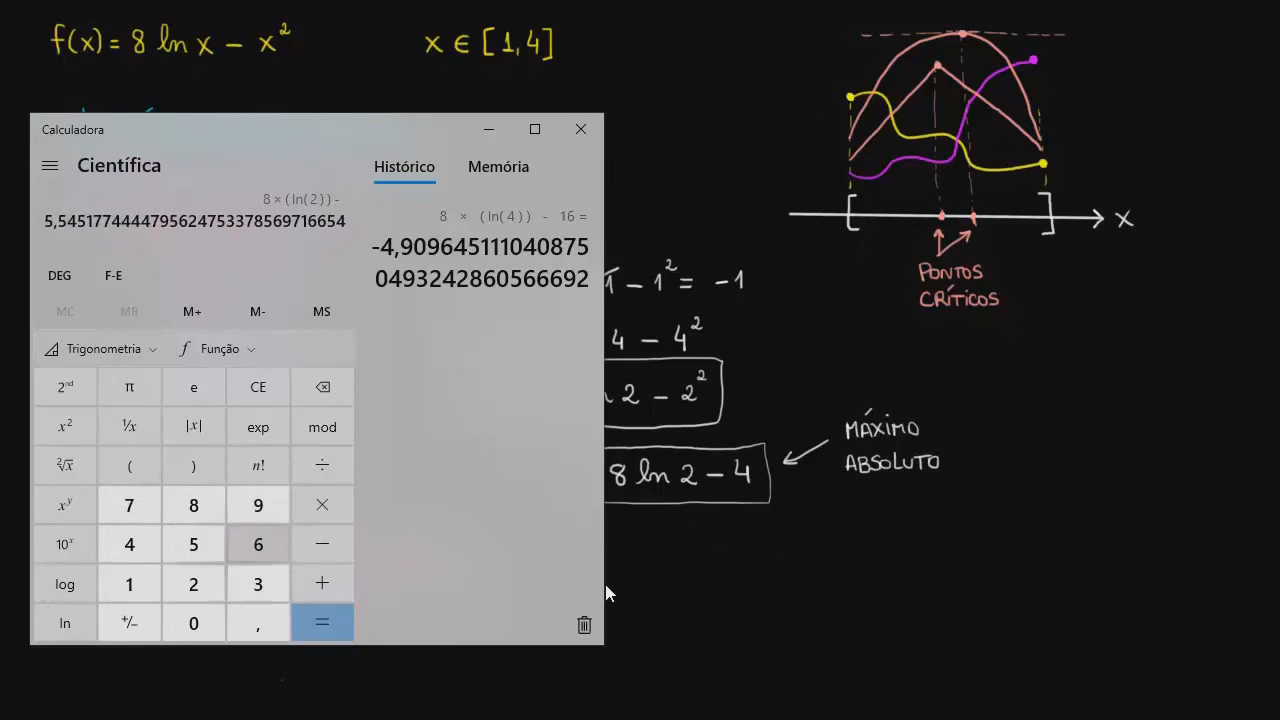 f(x) = 8 ln x − x²
x ∈ [1,4]
Calculadora
Científica
Histórico
Memória
8 × (ln(2)) -
5,5451774444795624753378569716654
8 × (ln(4)) - 16 =
-4,909645111040875
0493242860566692
DEG F-E
MC MR M+ M- MS
Trigonometria f Função
2ⁿᵈ π e CE
x² ¹/x |x| exp mod
²√x ( ) n! ÷
xʸ 7 8 9 ×
10ˣ 4 5 6 −
log 1 2 3 +
ln +/− 0 , =
1 − 1² = −1
4 − 4²
2 − 2²
8 ln 2 − 4
MÁXIMO
ABSOLUTO
[ ] x
PONTOS
CRÍTICOS